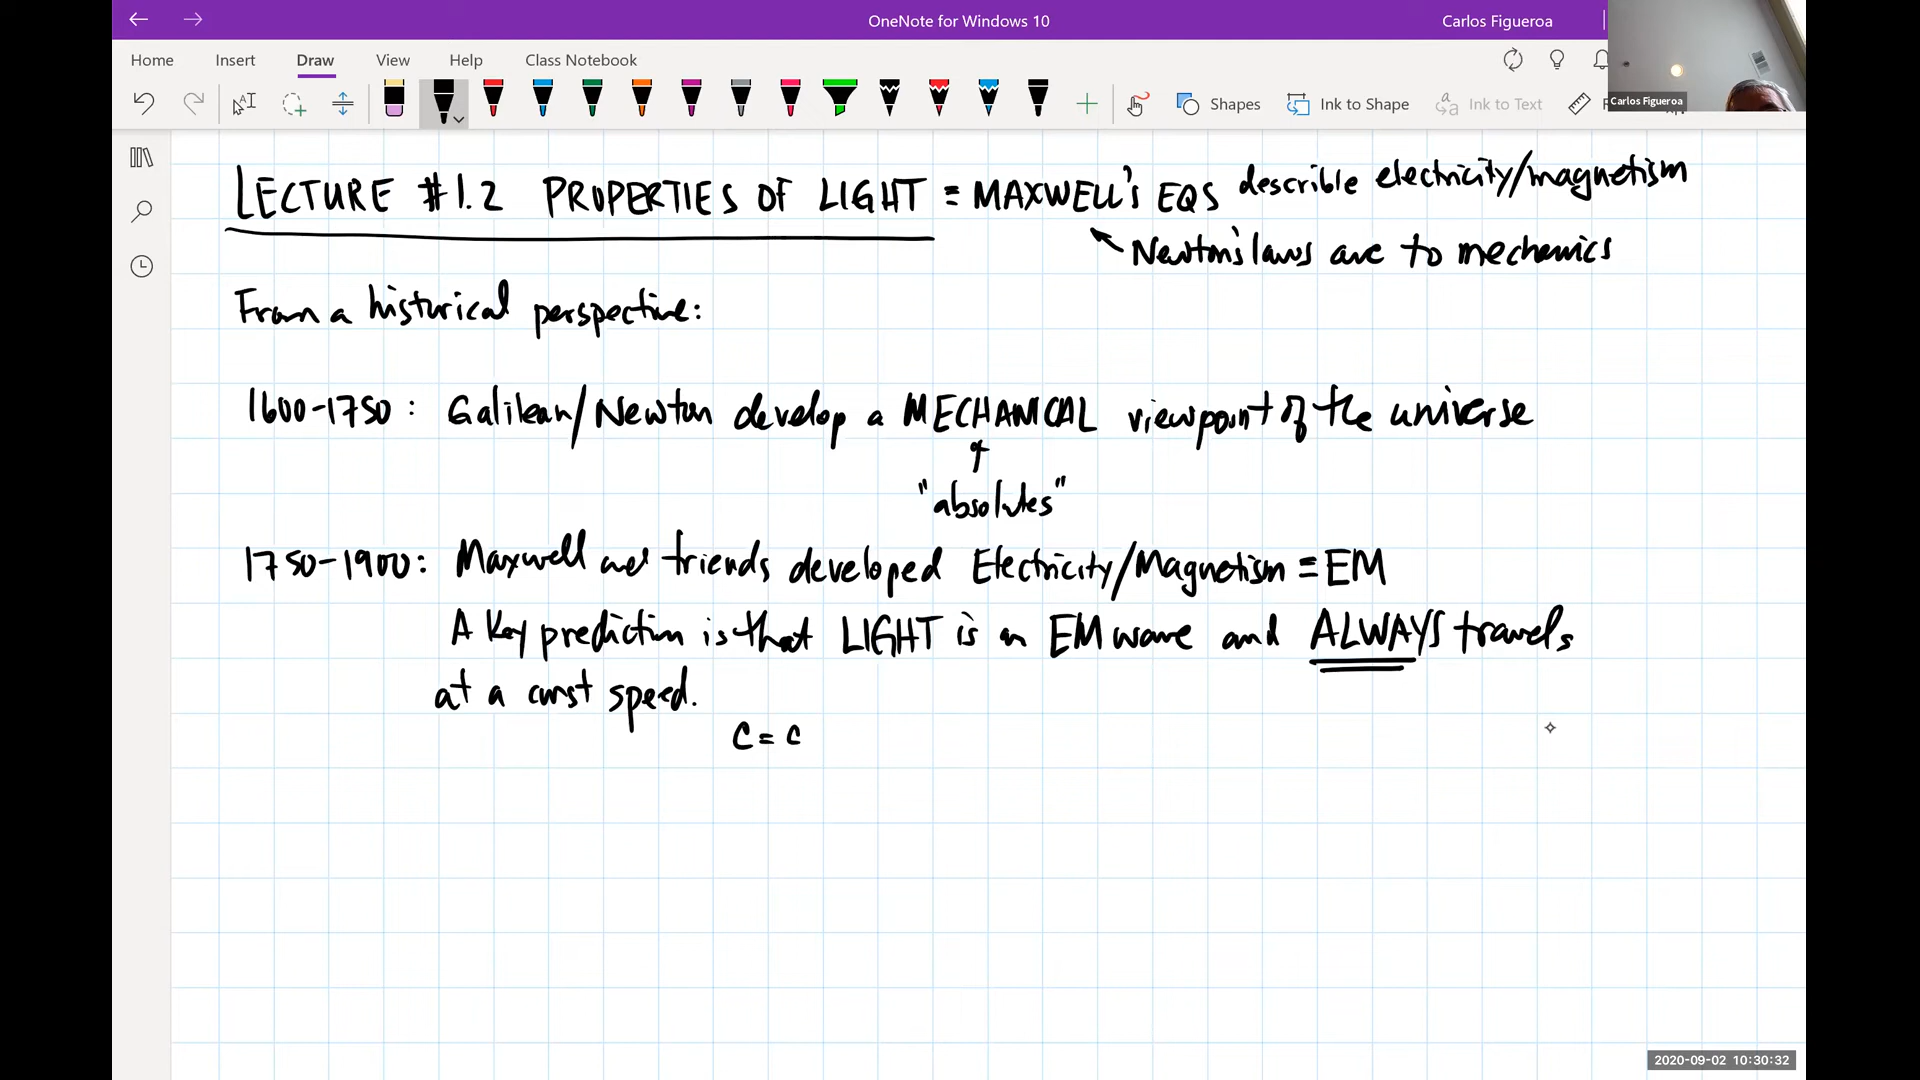 OneNote for Windows 10
Carlos Figueroa
Home Insert Draw View Help Class Notebook
Shapes Ink to Shape Ink to Text
Carlos Figueroa
LECTURE #1.2 PROPERTIES OF LIGHT = MAXWELL'S EQS describle electricity/magnetism
Newton's laws are to mechanics
From a historical perspective:
1600-1750: Galilean/Newton develop a MECHANICAL viewpoint of the universe
"absolutes"
1750-1900: Maxwell and friends developed Electricity/Magnetism ≡ EM
A key prediction is that LIGHT is an EM wave and ALWAYS travels
at a const speed.
c = c
2020-09-02 10:30:32